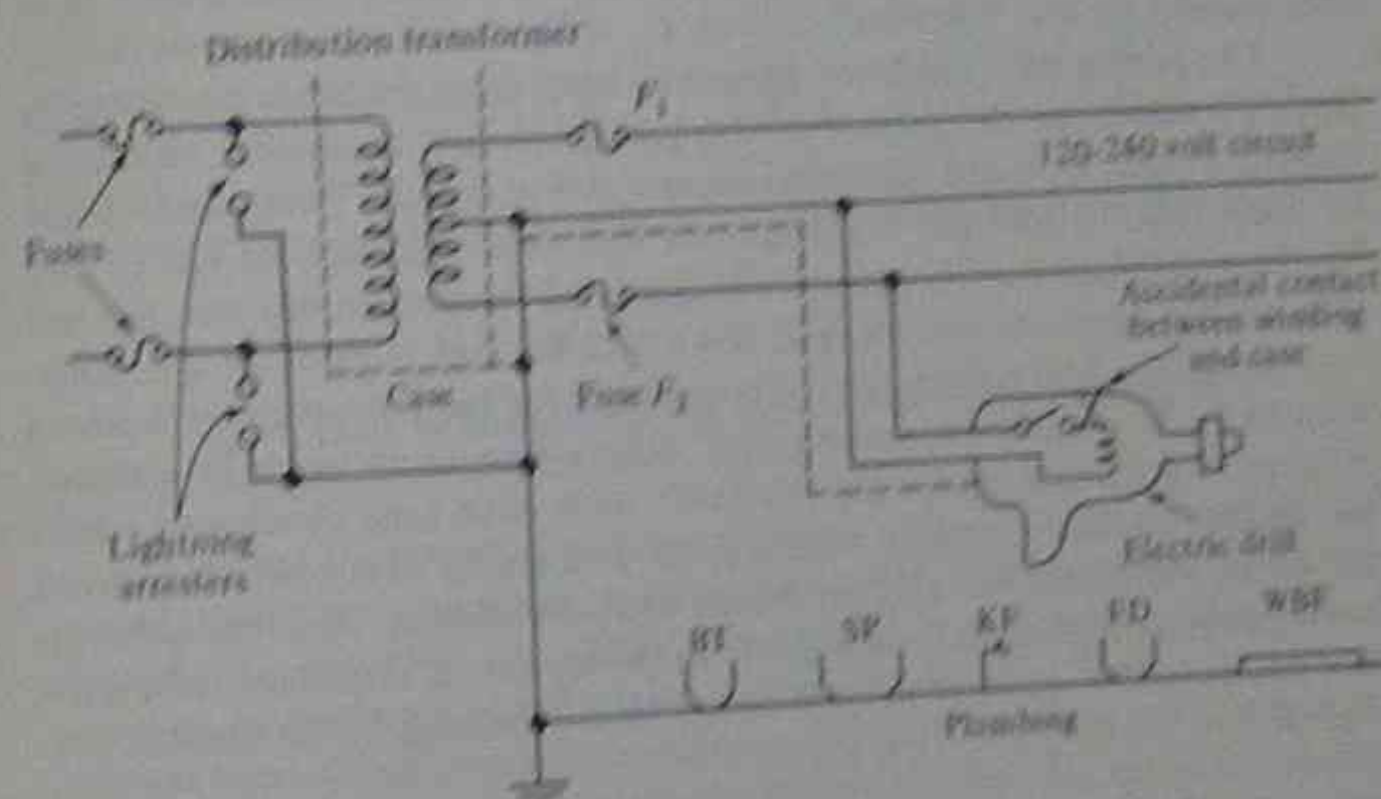 Distribution transformer
F₁
120-240 volt circuit
Fuses
Accidental contact
between winding
and case
Case
Fuse F₂
Lightning
arresters
Electric drill
BT
SP
KF
FD
WBF
Plumbing